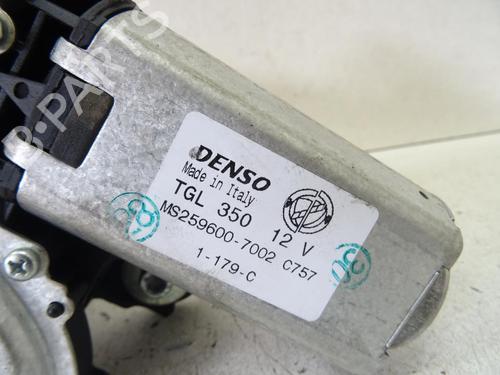 B-PARTS
DENSO
Made in Italy
TGL 350 12 V
MS259600-7002 C757
1-179-C